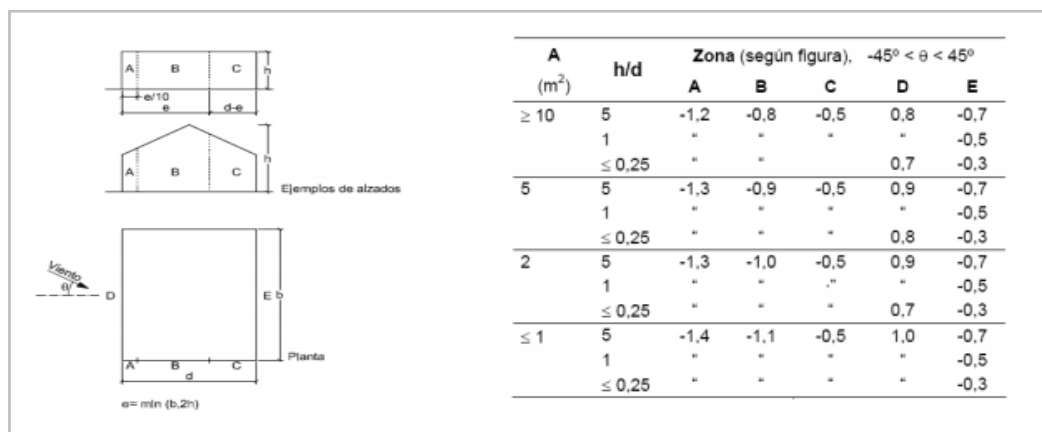 A B C h
e/10
e d-e
A B C h
Ejemplos de alzados
Viento
θ
D E b
Planta
A B C
d
e= mín (b,2h)
A h/d Zona (según figura), -45º < θ < 45º
(m²) A B C D E
≥ 10 5 -1,2 -0,8 -0,5 0,8 -0,7
1 " " " " -0,5
≤ 0,25 " " 0,7 -0,3
5 5 -1,3 -0,9 -0,5 0,9 -0,7
1 " " " " -0,5
≤ 0,25 " " " 0,8 -0,3
2 5 -1,3 -1,0 -0,5 0,9 -0,7
1 " " ." " -0,5
≤ 0,25 " " " 0,7 -0,3
≤ 1 5 -1,4 -1,1 -0,5 1,0 -0,7
1 " " " " -0,5
≤ 0,25 " " " " -0,3